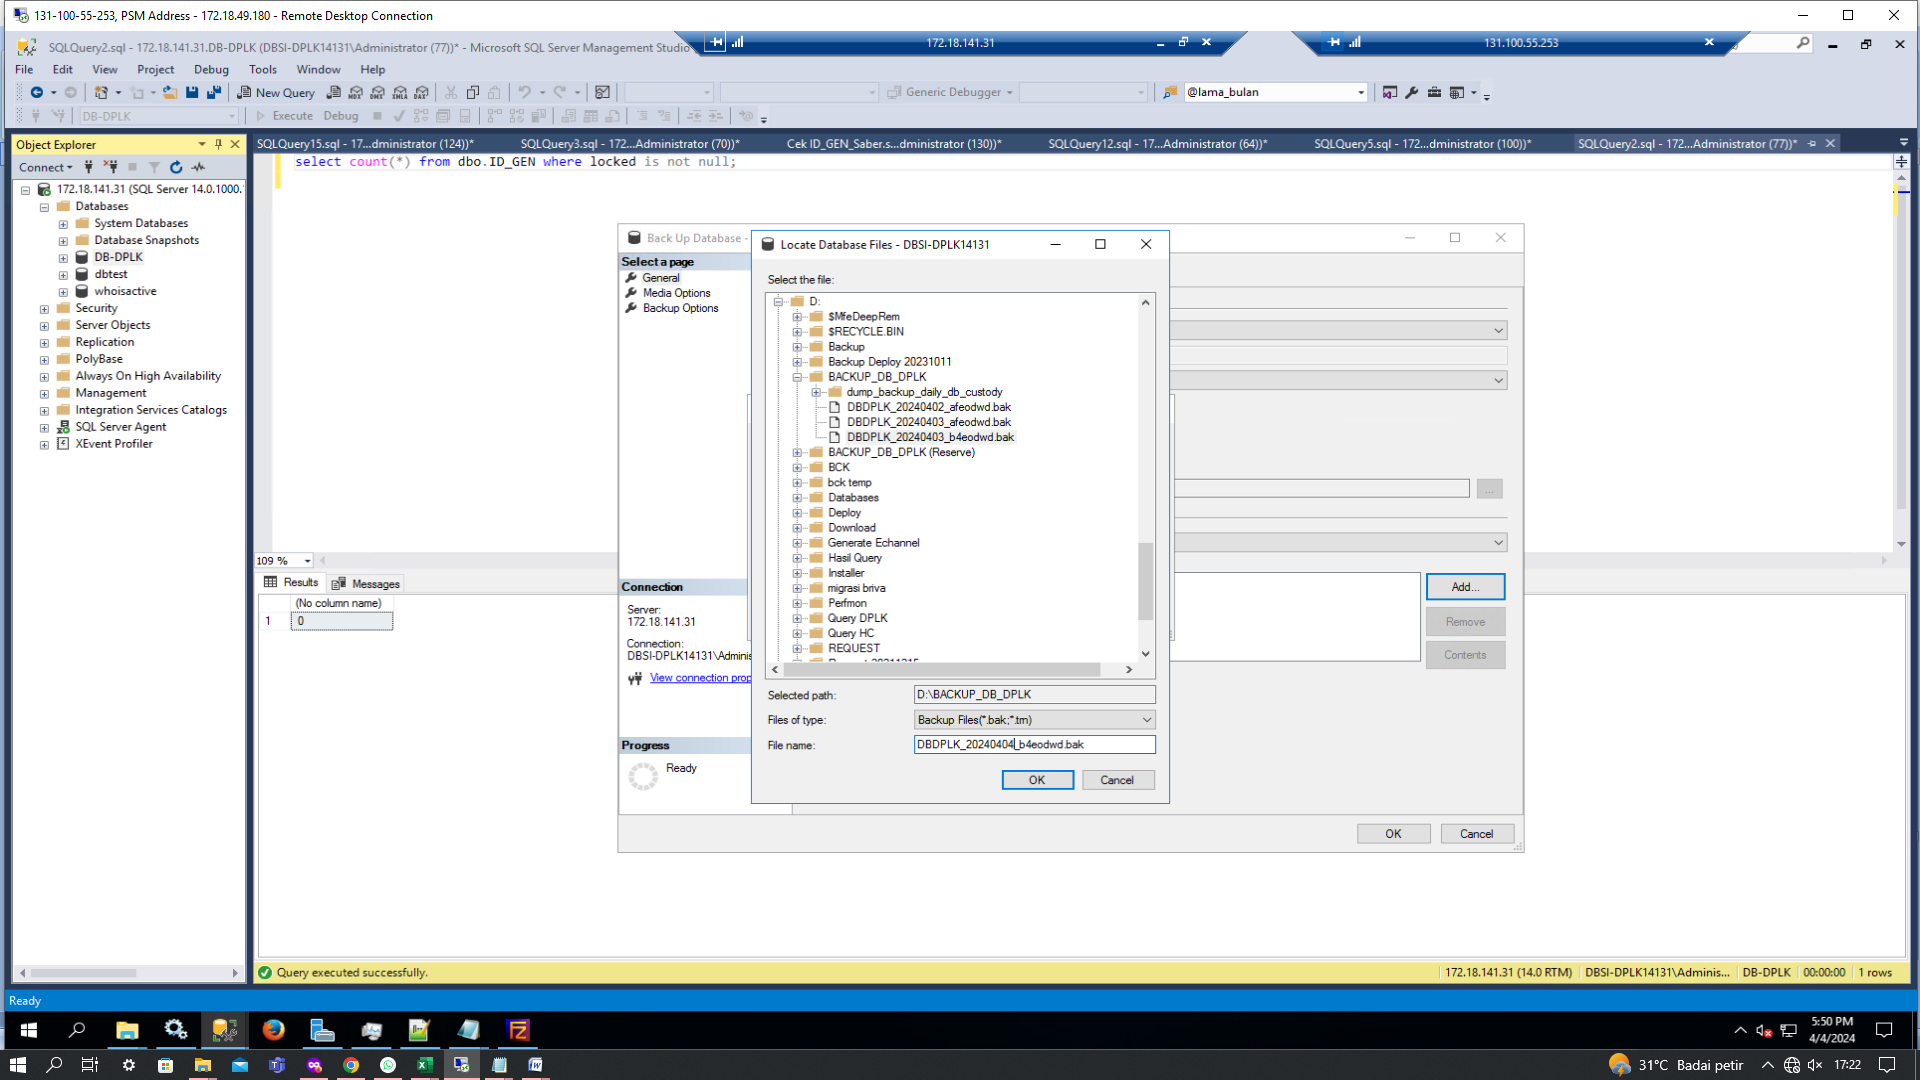 131-100-55-253, PSM Address - 172.18.49.180 - Remote Desktop Connection
SQLQuery2.sql - 172.18.141.31.DB-DPLK (DBSI-DPLK14131\Administrator (77))* - Microsoft SQL Server Management Studio
172.18.141.31
131.100.55.253
File Edit View Project Debug Tools Window Help
New Query
Generic Debugger
@lama_bulan
DB-DPLK
Execute Debug
Object Explorer
SQLQuery15.sql - 17...dministrator (124))*
SQLQuery3.sql - 172...Administrator (70))*
Cek ID_GEN_Saber.s...dministrator (130))*
SQLQuery12.sql - 17...Administrator (64))*
SQLQuery5.sql - 172...dministrator (100))*
SQLQuery2.sql - 172...Administrator (77))*
Connect
select count(*) from dbo.ID_GEN where locked is not null;
172.18.141.31 (SQL Server 14.0.1000.
Databases
System Databases
Database Snapshots
DB-DPLK
dbtest
whoisactive
Security
Server Objects
Replication
PolyBase
Always On High Availability
Management
Integration Services Catalogs
SQL Server Agent
XEvent Profiler
Back Up Database -
Select a page
General
Media Options
Backup Options
Locate Database Files - DBSI-DPLK14131
Select the file:
D:
$MfeDeepRem
$RECYCLE.BIN
Backup
Backup Deploy 20231011
BACKUP_DB_DPLK
dump_backup_daily_db_custody
DBDPLK_20240402_afeodwd.bak
DBDPLK_20240403_afeodwd.bak
DBDPLK_20240403_b4eodwd.bak
BACKUP_DB_DPLK (Reserve)
BCK
bck temp
Databases
Deploy
Download
Generate Echannel
Hasil Query
Installer
migrasi briva
Perfmon
Query DPLK
Query HC
REQUEST
Selected path:
D:\BACKUP_DB_DPLK
Files of type:
Backup Files(*.bak;*.trn)
File name:
DBDPLK_20240404_b4eodwd.bak
OK
Cancel
...
Add...
Remove
Contents
Connection
Server:
172.18.141.31
Connection:
DBSI-DPLK14131\Adminis
View connection prop
Progress
Ready
OK
Cancel
109 %
Results
Messages
(No column name)
1 0
Query executed successfully.
172.18.141.31 (14.0 RTM)
DBSI-DPLK14131\Adminis...
DB-DPLK
00:00:00
1 rows
Ready
5:50 PM
4/4/2024
31°C Badai petir
17:22